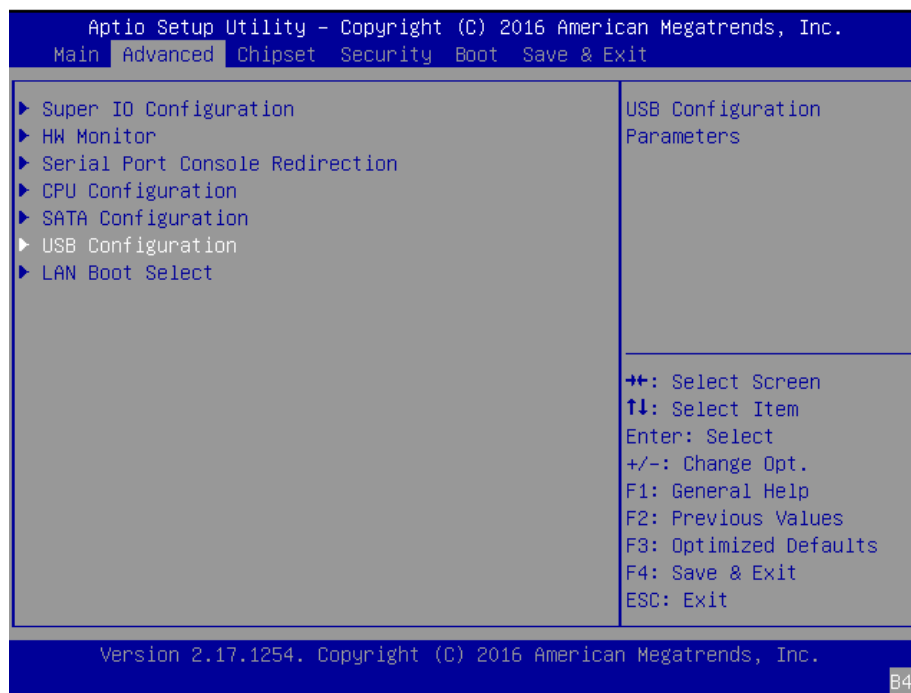 Aptio Setup Utility – Copyright (C) 2016 American Megatrends, Inc.
Main Advanced Chipset Security Boot Save & Exit
▶ Super IO Configuration
▶ HW Monitor
▶ Serial Port Console Redirection
▶ CPU Configuration
▶ SATA Configuration
▶ USB Configuration
▶ LAN Boot Select
USB Configuration
Parameters
→←: Select Screen
↑↓: Select Item
Enter: Select
+/-: Change Opt.
F1: General Help
F2: Previous Values
F3: Optimized Defaults
F4: Save & Exit
ESC: Exit
Version 2.17.1254. Copyright (C) 2016 American Megatrends, Inc.
B4